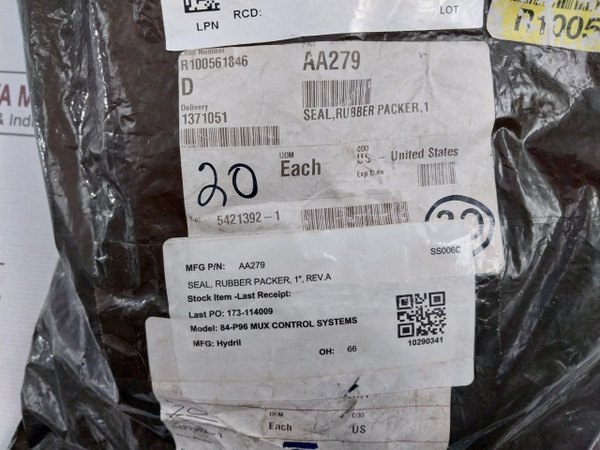 LPN
RCD:
LOT
R1005
R100561846
AA279
D
SEAL,RUBBER PACKER,1
Delivery
1371051
UOM
Each
COO
US - United States
Exp Date
20
5421392-1
20
SS006C
MFG P/N: AA279
SEAL, RUBBER PACKER, 1", REV.A
Stock Item -Last Receipt:
Last PO: 173-114009
Model: 84-P96 MUX CONTROL SYSTEMS
MFG: Hydril
OH: 66
10290341
20
UOM
Each
COO
US